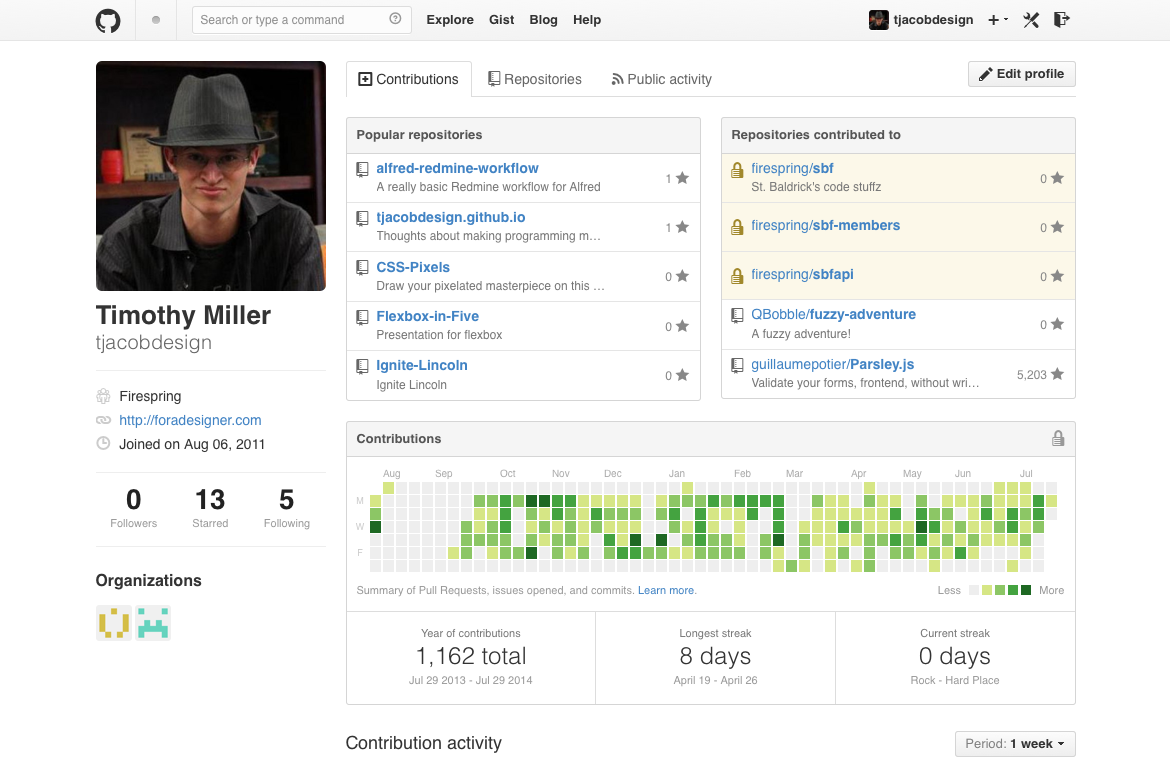 Search or type a command
Explore Gist Blog Help
tjacobdesign
Contributions
Repositories
Public activity
Edit profile
Timothy Miller
tjacobdesign
Firespring
http://foradesigner.com
Joined on Aug 06, 2011
0 13 5
Followers Starred Following
Organizations
Popular repositories
alfred-redmine-workflow
A really basic Redmine workflow for Alfred
1
tjacobdesign.github.io
Thoughts about making programming m…
1
CSS-Pixels
Draw your pixelated masterpiece on this …
0
Flexbox-in-Five
Presentation for flexbox
0
Ignite-Lincoln
Ignite Lincoln
0
Repositories contributed to
firespring/sbf
St. Baldrick's code stuffz
0
firespring/sbf-members
0
firespring/sbfapi
0
QBobble/fuzzy-adventure
A fuzzy adventure!
0
guillaumepotier/Parsley.js
Validate your forms, frontend, without wri…
5,203
Contributions
Aug Sep Oct Nov Dec Jan Feb Mar Apr May Jun Jul
M
W
F
Summary of Pull Requests, issues opened, and commits. Learn more.
Less More
Year of contributions
1,162 total
Jul 29 2013 - Jul 29 2014
Longest streak
8 days
April 19 - April 26
Current streak
0 days
Rock - Hard Place
Contribution activity
Period: 1 week